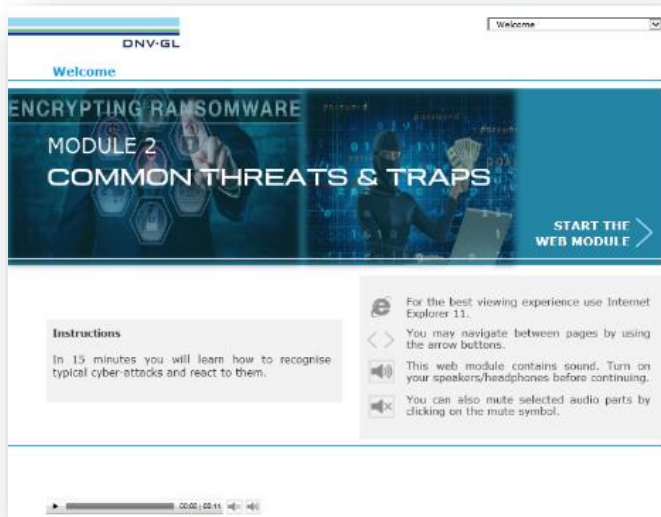 DNV·GL
Welcome
Welcome
ENCRYPTING RANSOMWARE
MODULE 2
COMMON THREATS & TRAPS
password
password
START THE
WEB MODULE
Instructions
In 15 minutes you will learn how to recognise
typical cyber-attacks and react to them.
For the best viewing experience use Internet
Explorer 11.
You may navigate between pages by using
the arrow buttons.
This web module contains sound. Turn on
your speakers/headphones before continuing.
You can also mute selected audio parts by
clicking on the mute symbol.